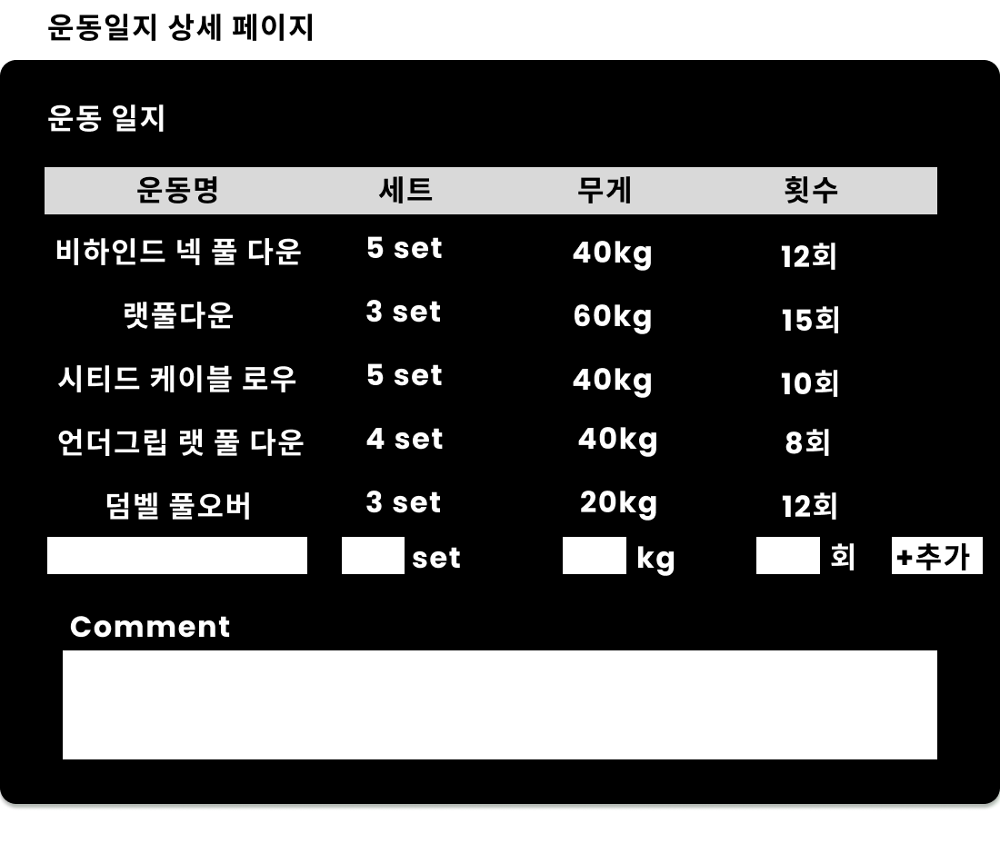 운동일지 상세 페이지
운동 일지
운동명 세트 무게 횟수
비하인드 넥 풀 다운 5 set 40kg 12회
랫풀다운 3 set 60kg 15회
시티드 케이블 로우 5 set 40kg 10회
언더그립 랫 풀 다운 4 set 40kg 8회
덤벨 풀오버 3 set 20kg 12회
set kg 회 +추가
Comment